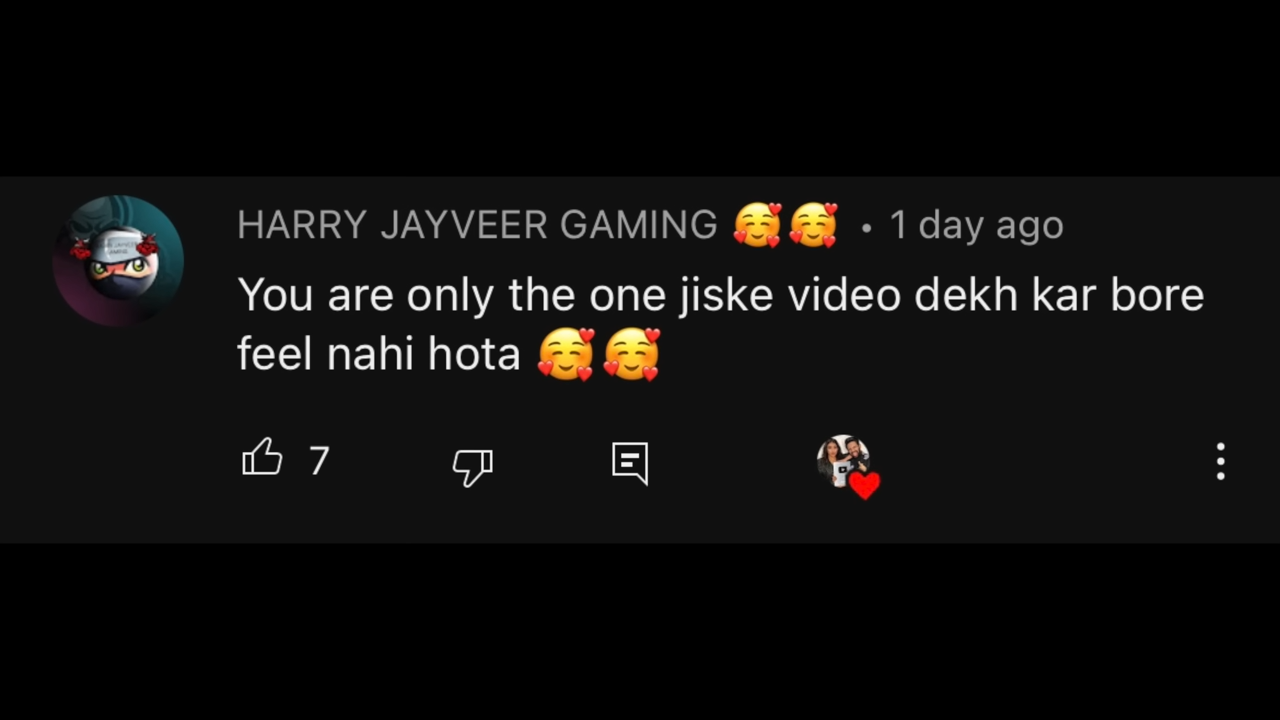 HARRY JAYVEER GAMING 🥰🥰 • 1 day ago
You are only the one jiske video dekh kar bore
feel nahi hota 🥰🥰
7